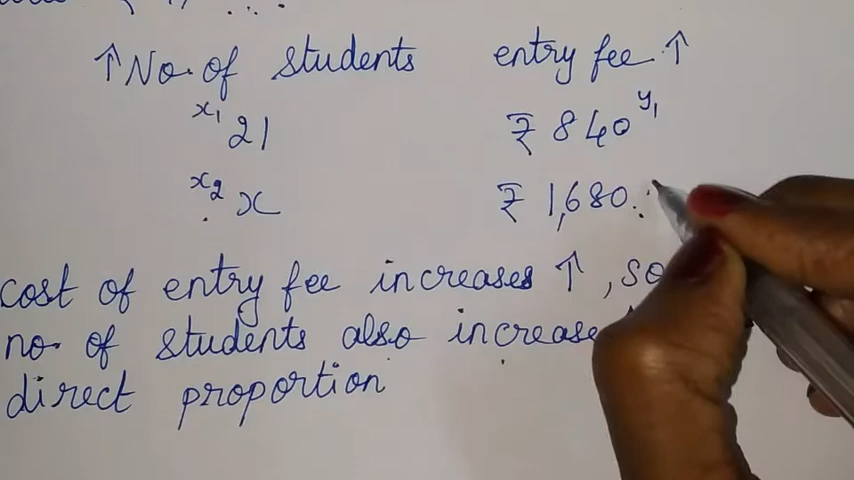 ↑ No. of students entry fee ↑
x₁ 21 ₹ 840 y₁
x₂ x ₹ 1,680
cost of entry fee increases ↑, so
no. of students also increase
direct proportion